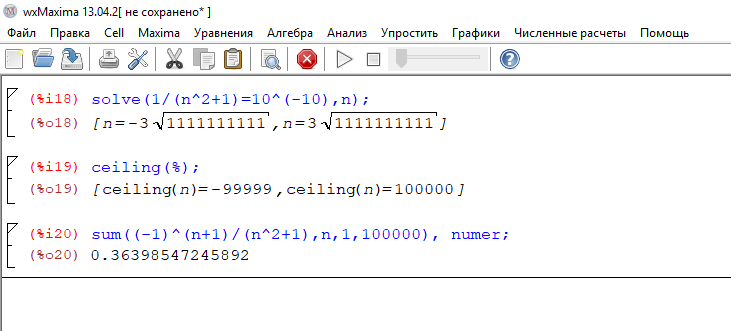 wxMaxima 13.04.2[ не сохранено* ]
Файл Правка Cell Maxima Уравнения Алгебра Анализ Упростить Графики Численные расчеты Помощь
(%i18) solve(1/(n^2+1)=10^(-10),n);
(%o18) [n=-3√1111111111,n=3√1111111111]
(%i19) ceiling(%);
(%o19) [ceiling(n)=-99999,ceiling(n)=100000]
(%i20) sum((-1)^(n+1)/(n^2+1),n,1,100000), numer;
(%o20) 0.36398547245892